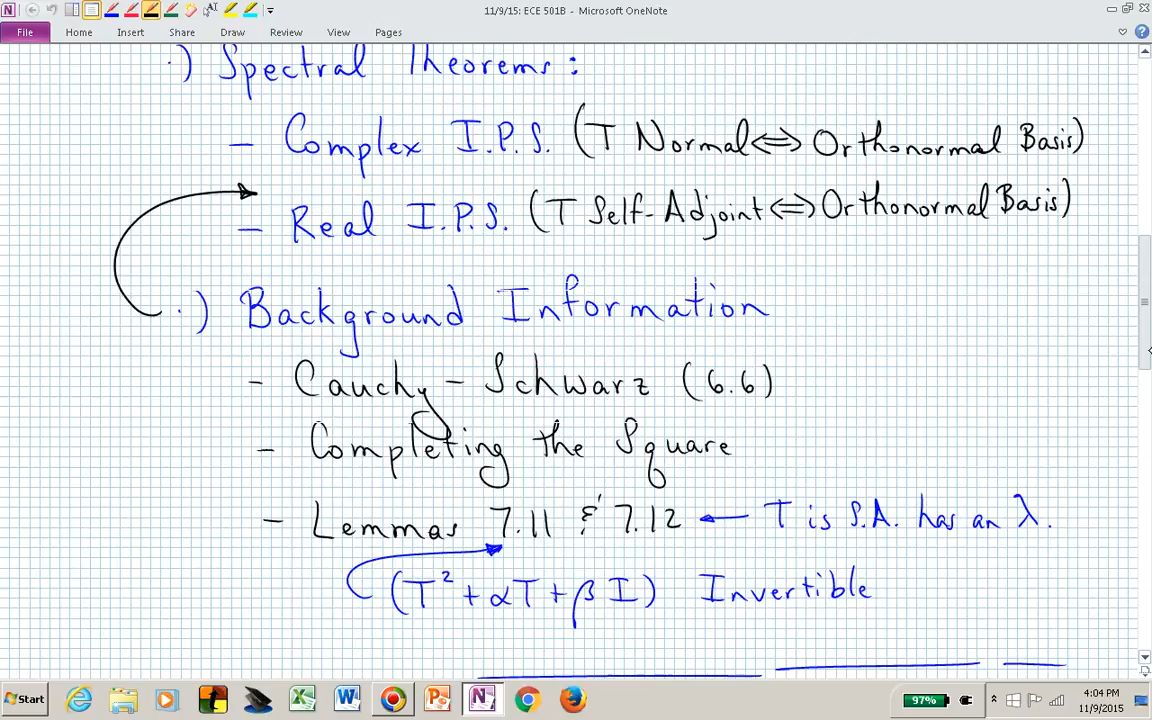 11/9/15: ECE 501B - Microsoft OneNote
File Home Insert Share Draw Review View Pages
·) Spectral Theorems:
- Complex I.P.S. (T Normal ⟺ Orthonormal Basis)
- Real I.P.S. (T Self-Adjoint ⟺ Orthonormal Basis)
·) Background Information
- Cauchy-Schwarz (6.6)
- Completing the Square
- Lemmas 7.11 & 7.12 ← T is S.A. has an λ.
(T² + αT + βI) Invertible
Start
97%
4:04 PM
11/9/2015